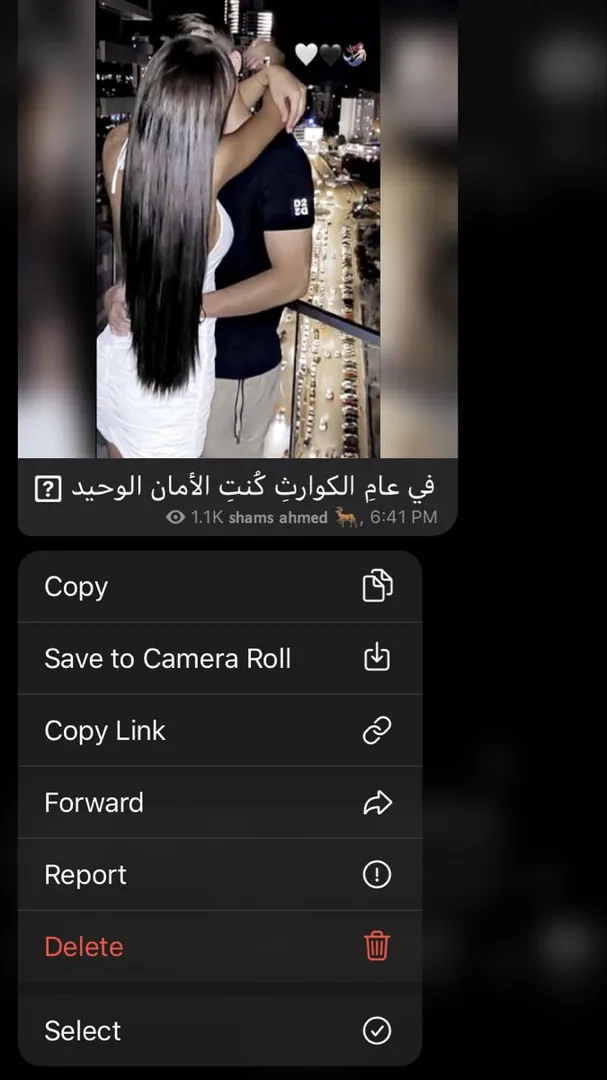 D2
في عامِ الكوارثِ كُنتِ الأمان الوحيد ?
1.1K shams ahmed 🐕‍🦺, 6:41 PM
Copy
Save to Camera Roll
Copy Link
Forward
Report
Delete
Select